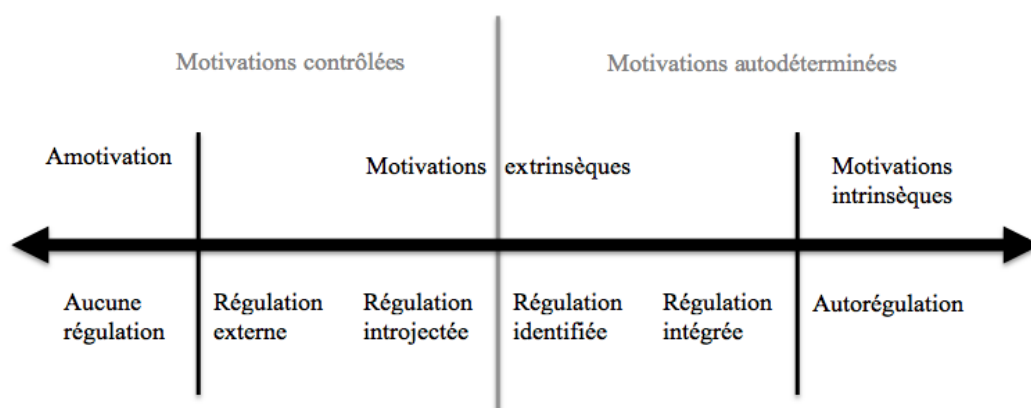 Motivations contrôlées
Motivations autodéterminées
Amotivation
Motivations extrinsèques
Motivations
intrinsèques
Aucune
régulation
Régulation
externe
Régulation
introjectée
Régulation
identifiée
Régulation
intégrée
Autorégulation